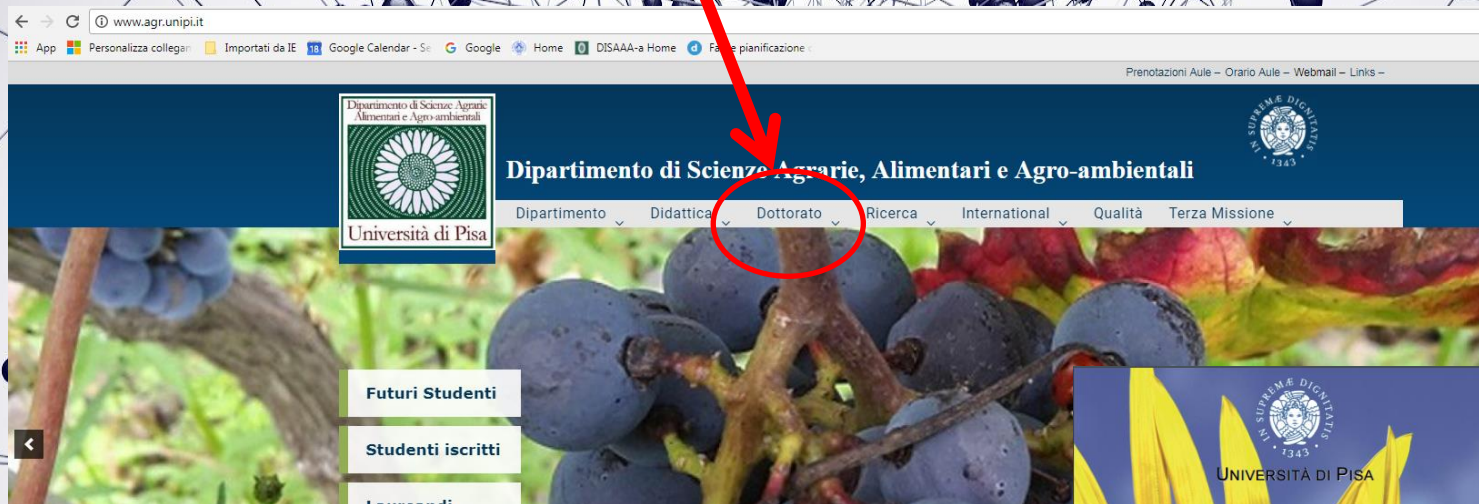 www.agr.unipi.it
App Personalizza collegan Importati da IE 18 Google Calendar - Se G Google Home DISAAA-a Home pianificazione
Prenotazioni Aule – Orario Aule – Webmail – Links –
Dipartimento di Scienze Agrarie
Alimentari e Agro-ambientali
Università di Pisa
IN SUPREMÆ DIGNITATIS
1343
Dipartimento di Scienze Agrarie, Alimentari e Agro-ambientali
Dipartimento Didattica Dottorato Ricerca International Qualità Terza Missione
Futuri Studenti
Studenti iscritti
IN SUPREMÆ DIGNITATIS
1343
UNIVERSITÀ DI PISA